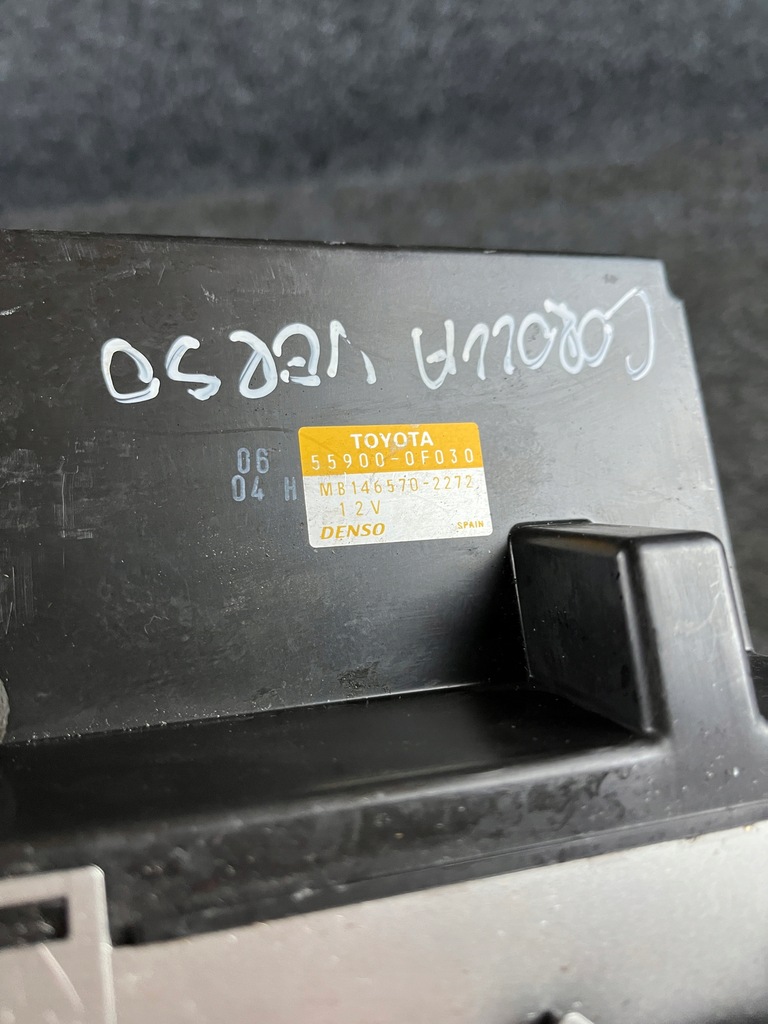 COROLLA VERSO
TOYOTA
55900-0F030
06
04 H
MB146570-2272
12V
DENSO
SPAIN